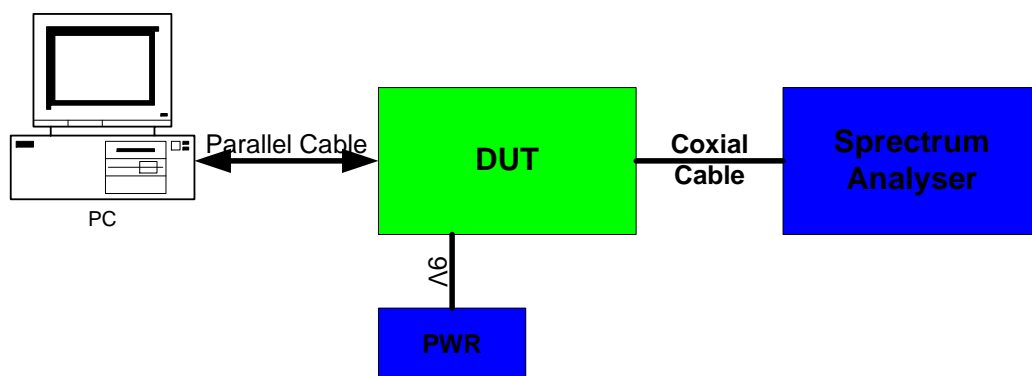 Parallel Cable
DUT
Coxial
Cable
Sprectrum
Analyser
PC
9V
PWR